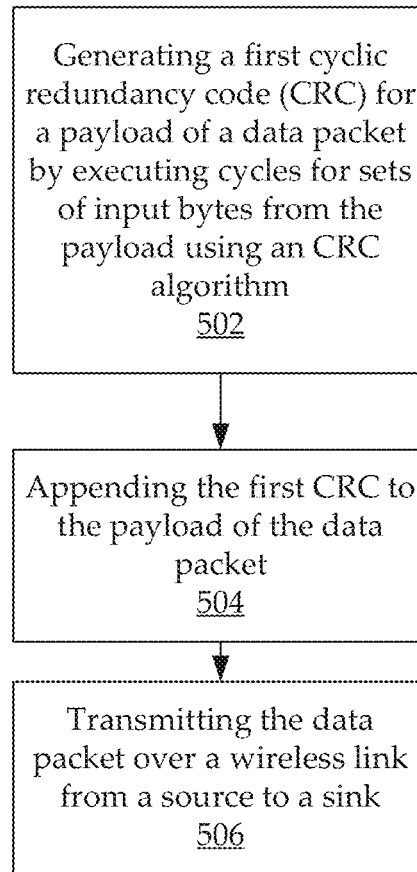 Generating a first cyclic
redundancy code (CRC) for
a payload of a data packet
by executing cycles for sets
of input bytes from the
payload using an CRC
algorithm
502
Appending the first CRC to
the payload of the data
packet
504
Transmitting the data
packet over a wireless link
from a source to a sink
506